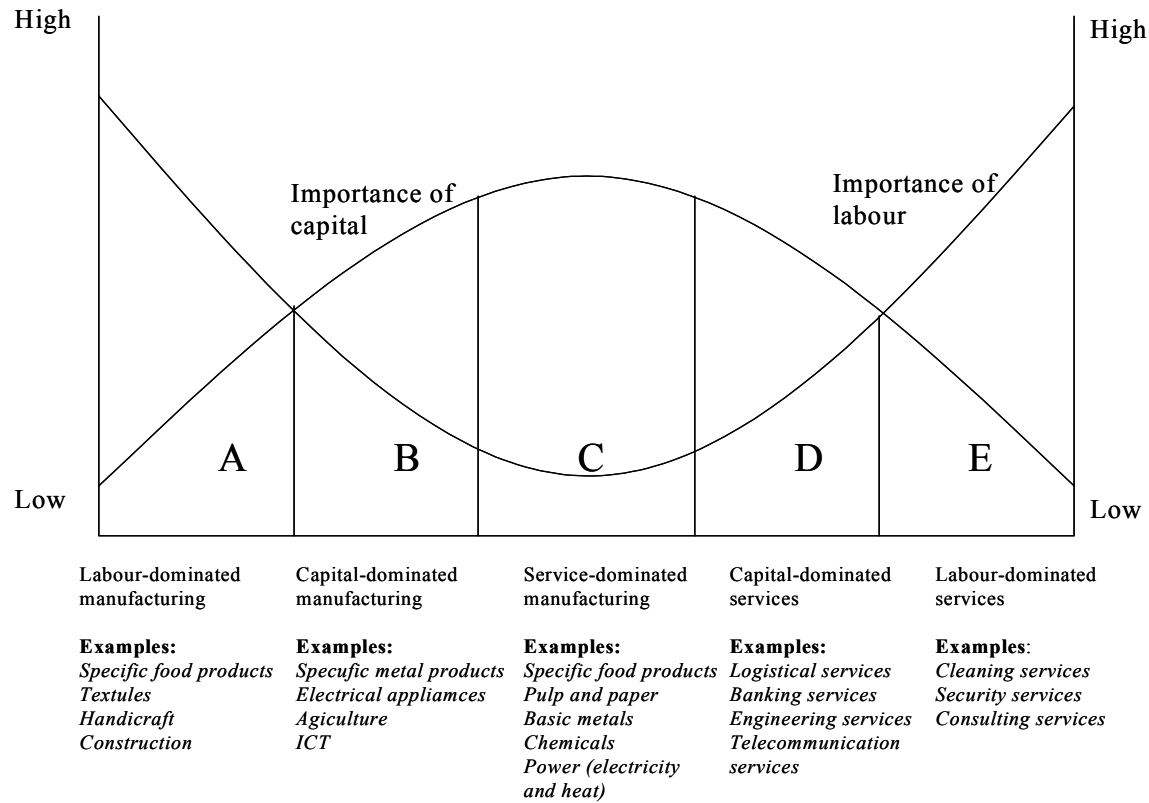 High
High
Importance of
capital
Importance of
labour
A
B
C
D
E
Low
Low
Labour-dominated
manufacturing
Examples:
Specific food products
Textules
Handicraft
Construction
Capital-dominated
manufacturing
Examples:
Specufic metal products
Electrical appliamces
Agiculture
ICT
Service-dominated
manufacturing
Examples:
Specific food products
Pulp and paper
Basic metals
Chemicals
Power (electricity
and heat)
Capital-dominated
services
Examples:
Logistical services
Banking services
Engineering services
Telecommunication
services
Labour-dominated
services
Examples:
Cleaning services
Security services
Consulting services